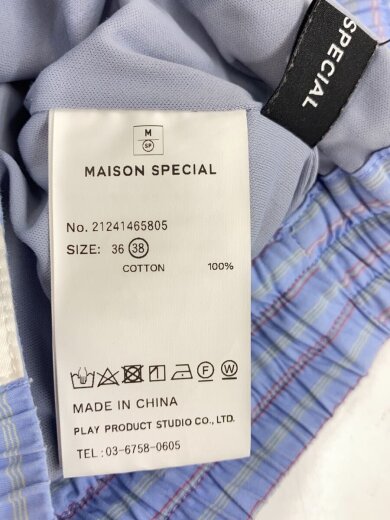 SPECIAL
M
SP
MAISON SPECIAL
No. 21241465805
SIZE: 36 38
COTTON 100%
F W
MADE IN CHINA
PLAY PRODUCT STUDIO CO., LTD.
TEL : 03-6758-0605